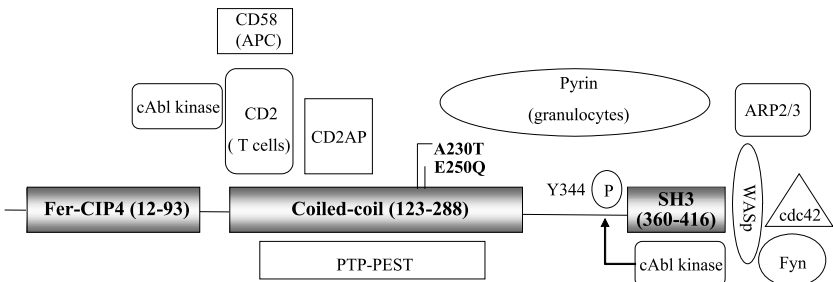 CD58
(APC)
cAbl kinase
CD2
( T cells)
CD2AP
Pyrin
(granulocytes)
ARP2/3
A230T
E250Q
Y344
P
Fer-CIP4 (12-93)
Coiled-coil (123-288)
SH3
(360-416)
WASp
cdc42
PTP-PEST
cAbl kinase
Fyn